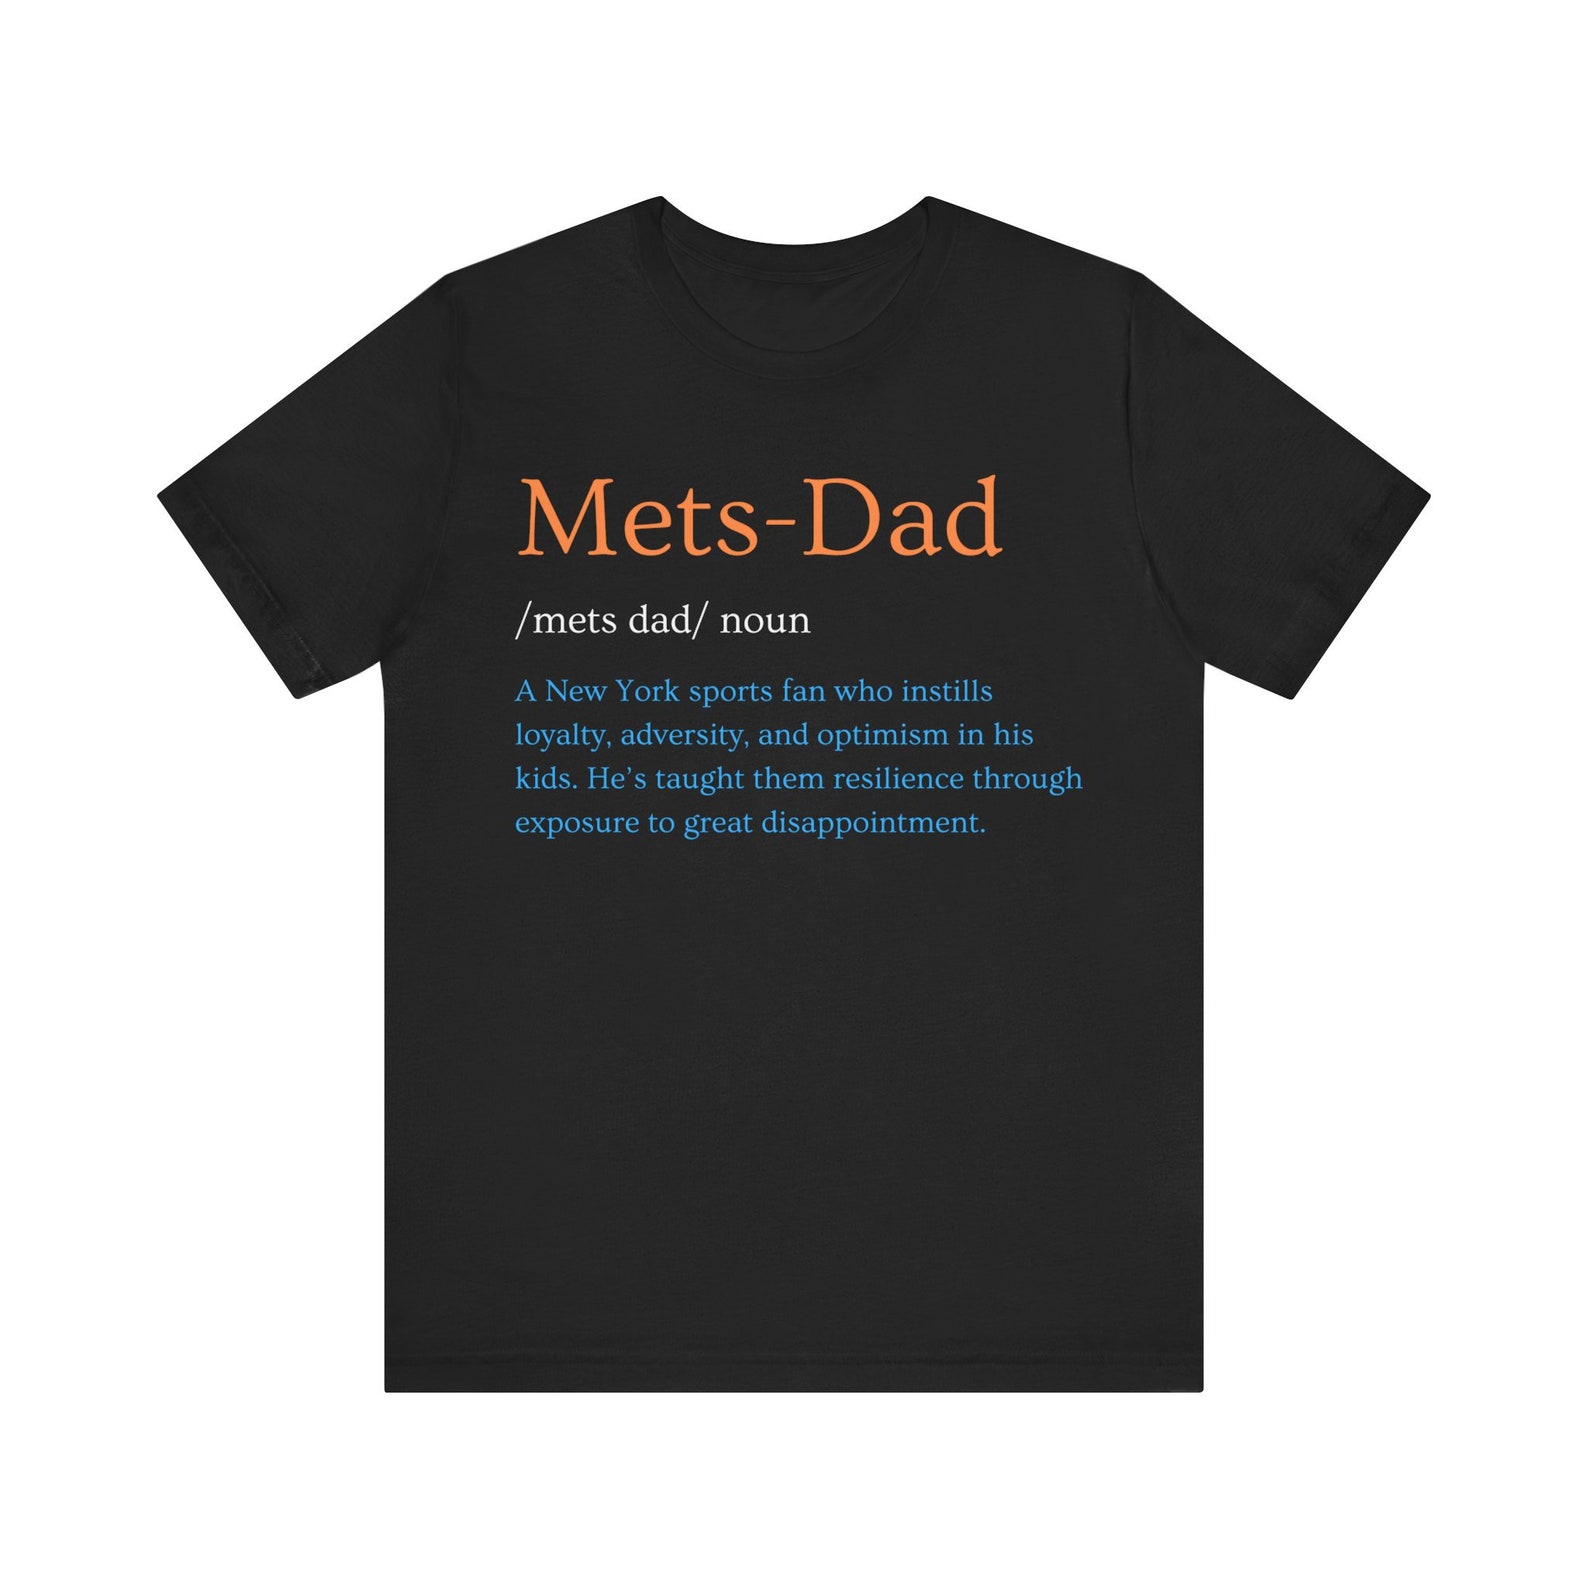 Mets-Dad
/mets dad/ noun
A New York sports fan who instills
loyalty, adversity, and optimism in his
kids. He’s taught them resilience through
exposure to great disappointment.